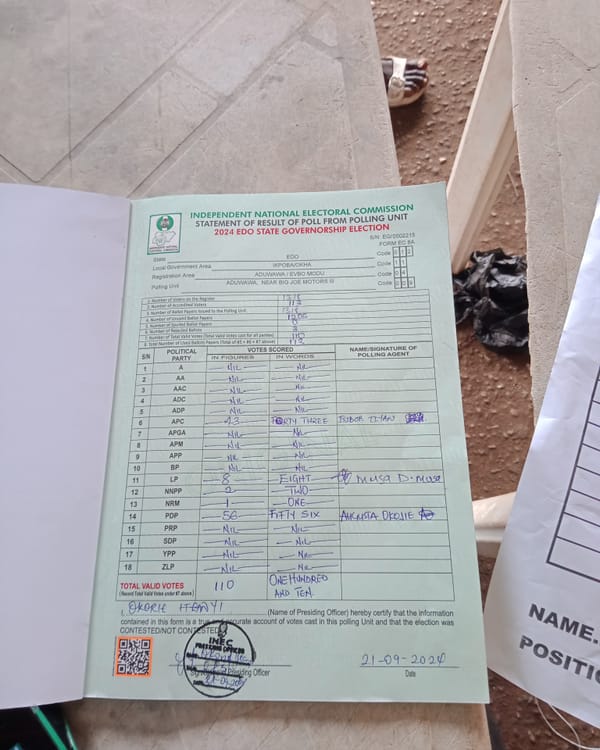 INDEPENDENT NATIONAL ELECTORAL COMMISSION
STATEMENT OF RESULT OF POLL FROM POLLING UNIT
2024 EDO STATE GOVERNORSHIP ELECTION
S/N: EG/0002215
FORM EC 8A
State EDO Code 0 1 2
Local Government Area IKPOBA/OKHA Code 1 1
Registration Area ADUWAWA / EVBO MODU Code 0 4
Polling Unit ADUWAWA, NEAR BIG JOE MOTORS III Code
1. Number of Voters on the Register 1318
2. Number of Accredited Voters 113
3. Number of Ballot Papers Issued to the Polling Unit 1318
4. Number of Unused Ballot Papers 1205
5. Number of Spoiled Ballot Papers
6. Number of Rejected Ballots 3
7. Number of Total Valid Votes (Total Valid Votes cast for all parties) 110
8. Total Number of Used Ballot Papers (Total of #5 + #6 + #7 above) 113
S/N POLITICAL PARTY VOTES SCORED NAME/SIGNATURE OF POLLING AGENT
IN FIGURES IN WORDS
1 A NIL NIL
2 AA NIL NIL
3 AAC NIL NIL
4 ADC NIL NIL
5 ADP NIL NIL
6 APC 43 FORTY THREE
7 APGA NIL NIL
8 APM NIL NIL
9 APP NIL NIL
10 BP NIL NIL
11 LP 8 EIGHT Musa D. Musa
12 NNPP 2 TWO
13 NRM 1 ONE
14 PDP 56 FIFTY SIX AUGUSTA OKOJIE
15 PRP NIL NIL
16 SDP NIL NIL
17 YPP NIL NIL
18 ZLP NIL NIL
TOTAL VALID VOTES 110 ONE HUNDRED AND TEN
(Record Total Valid Votes under #7 above)
I, OKORIE (Name of Presiding Officer) hereby certify that the information
contained in this form is a true and accurate account of votes cast in this polling Unit and that the election was
CONTESTED/NOT CONTESTED
INEC
PRESIDING OFFICER
21-09-2024
Signature Presiding Officer Date
NAME.
POSITIO